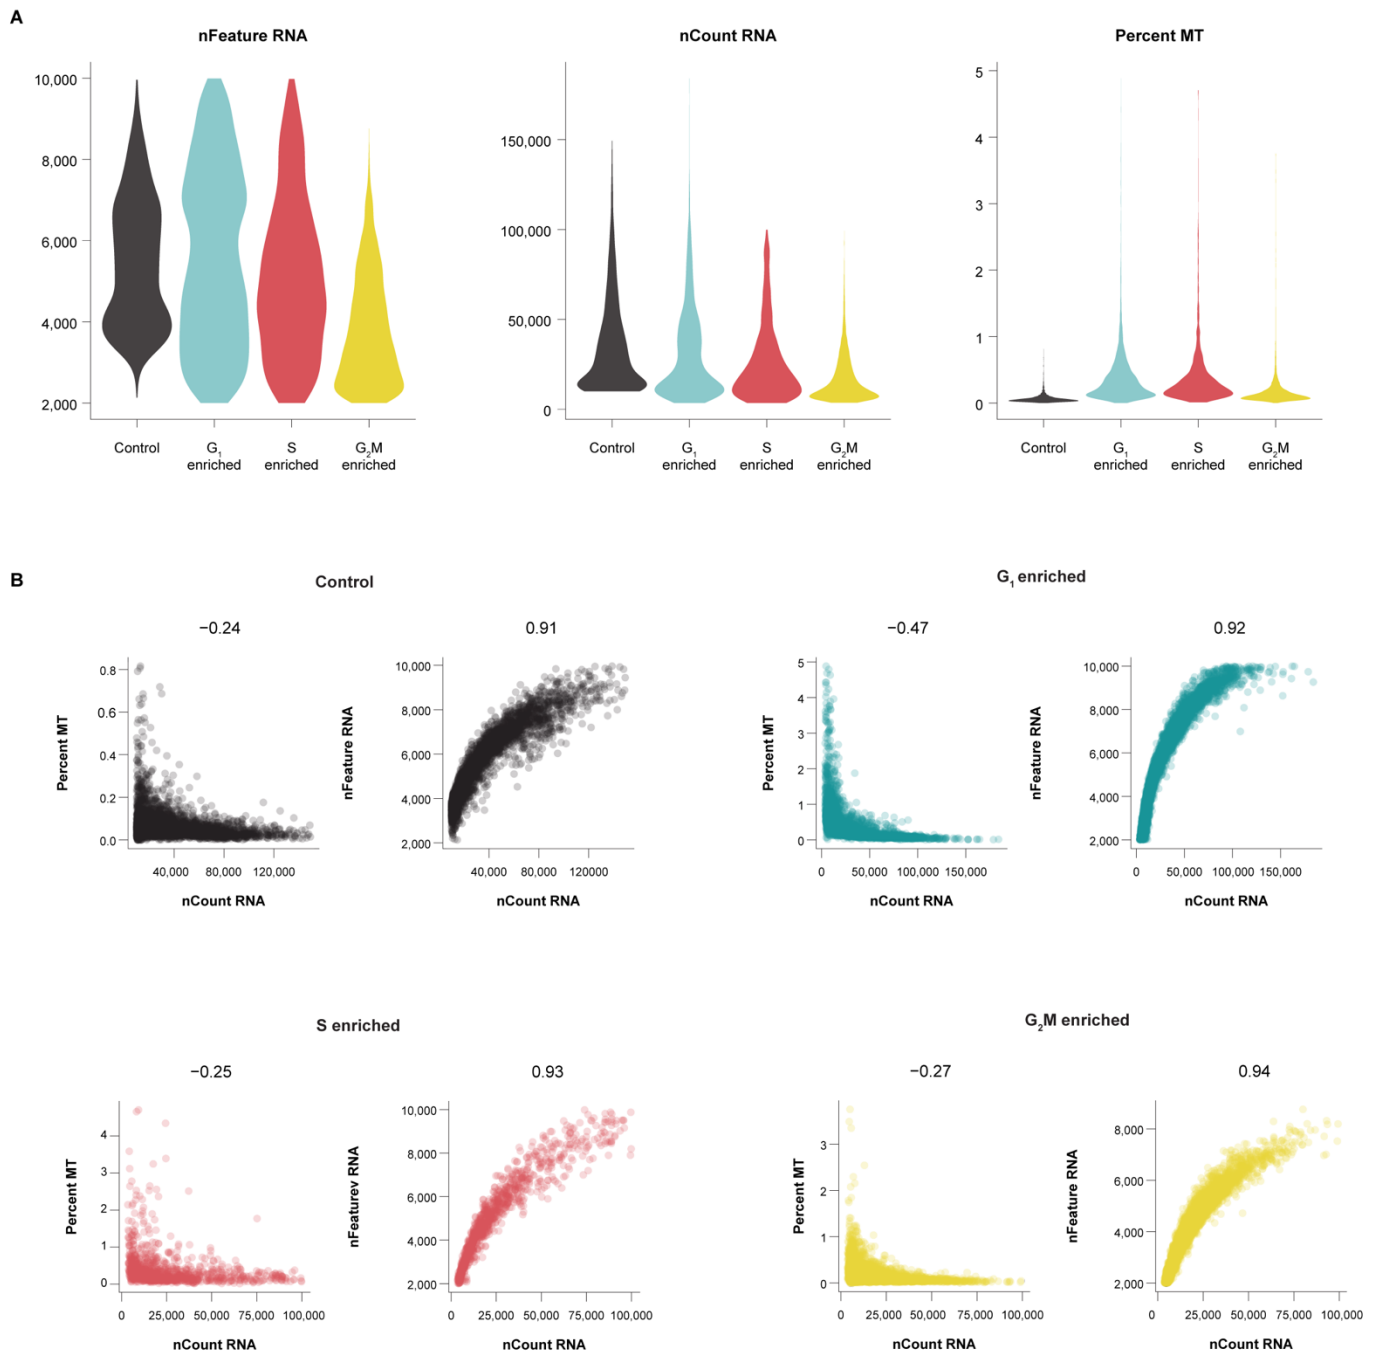 A
nFeature RNA
10,000
8,000
6,000
4,000
2,000
Control
G₁ enriched
S enriched
G₂M enriched
nCount RNA
150,000
100,000
50,000
0
Control
G₁ enriched
S enriched
G₂M enriched
Percent MT
5
4
3
2
1
0
Control
G₁ enriched
S enriched
G₂M enriched
B
Control
−0.24
Percent MT
0.8
0.6
0.4
0.2
0.0
40,000 80,000 120,000
nCount RNA
0.91
nFeature RNA
10,000
8,000
6,000
4,000
2,000
40,000 80,000 120000
nCount RNA
G₁ enriched
−0.47
Percent MT
5
4
3
2
1
0
0 50,000 100,000 150,000
nCount RNA
0.92
nFeature RNA
10,000
8,000
6,000
4,000
2,000
0 50,000 100,000 150,000
nCount RNA
S enriched
−0.25
Percent MT
4
3
2
1
0
0 25,000 50,000 75,000 100,000
nCount RNA
0.93
nFeaturev RNA
10,000
8,000
6,000
4,000
2,000
0 25,000 50,000 75,000 100,000
nCount RNA
G₂M enriched
−0.27
Percent MT
3
2
1
0
0 25,000 50,000 75,000 100,000
nCount RNA
0.94
nFeature RNA
8,000
6,000
4,000
2,000
0 25,000 50,000 75,000 100,000
nCount RNA